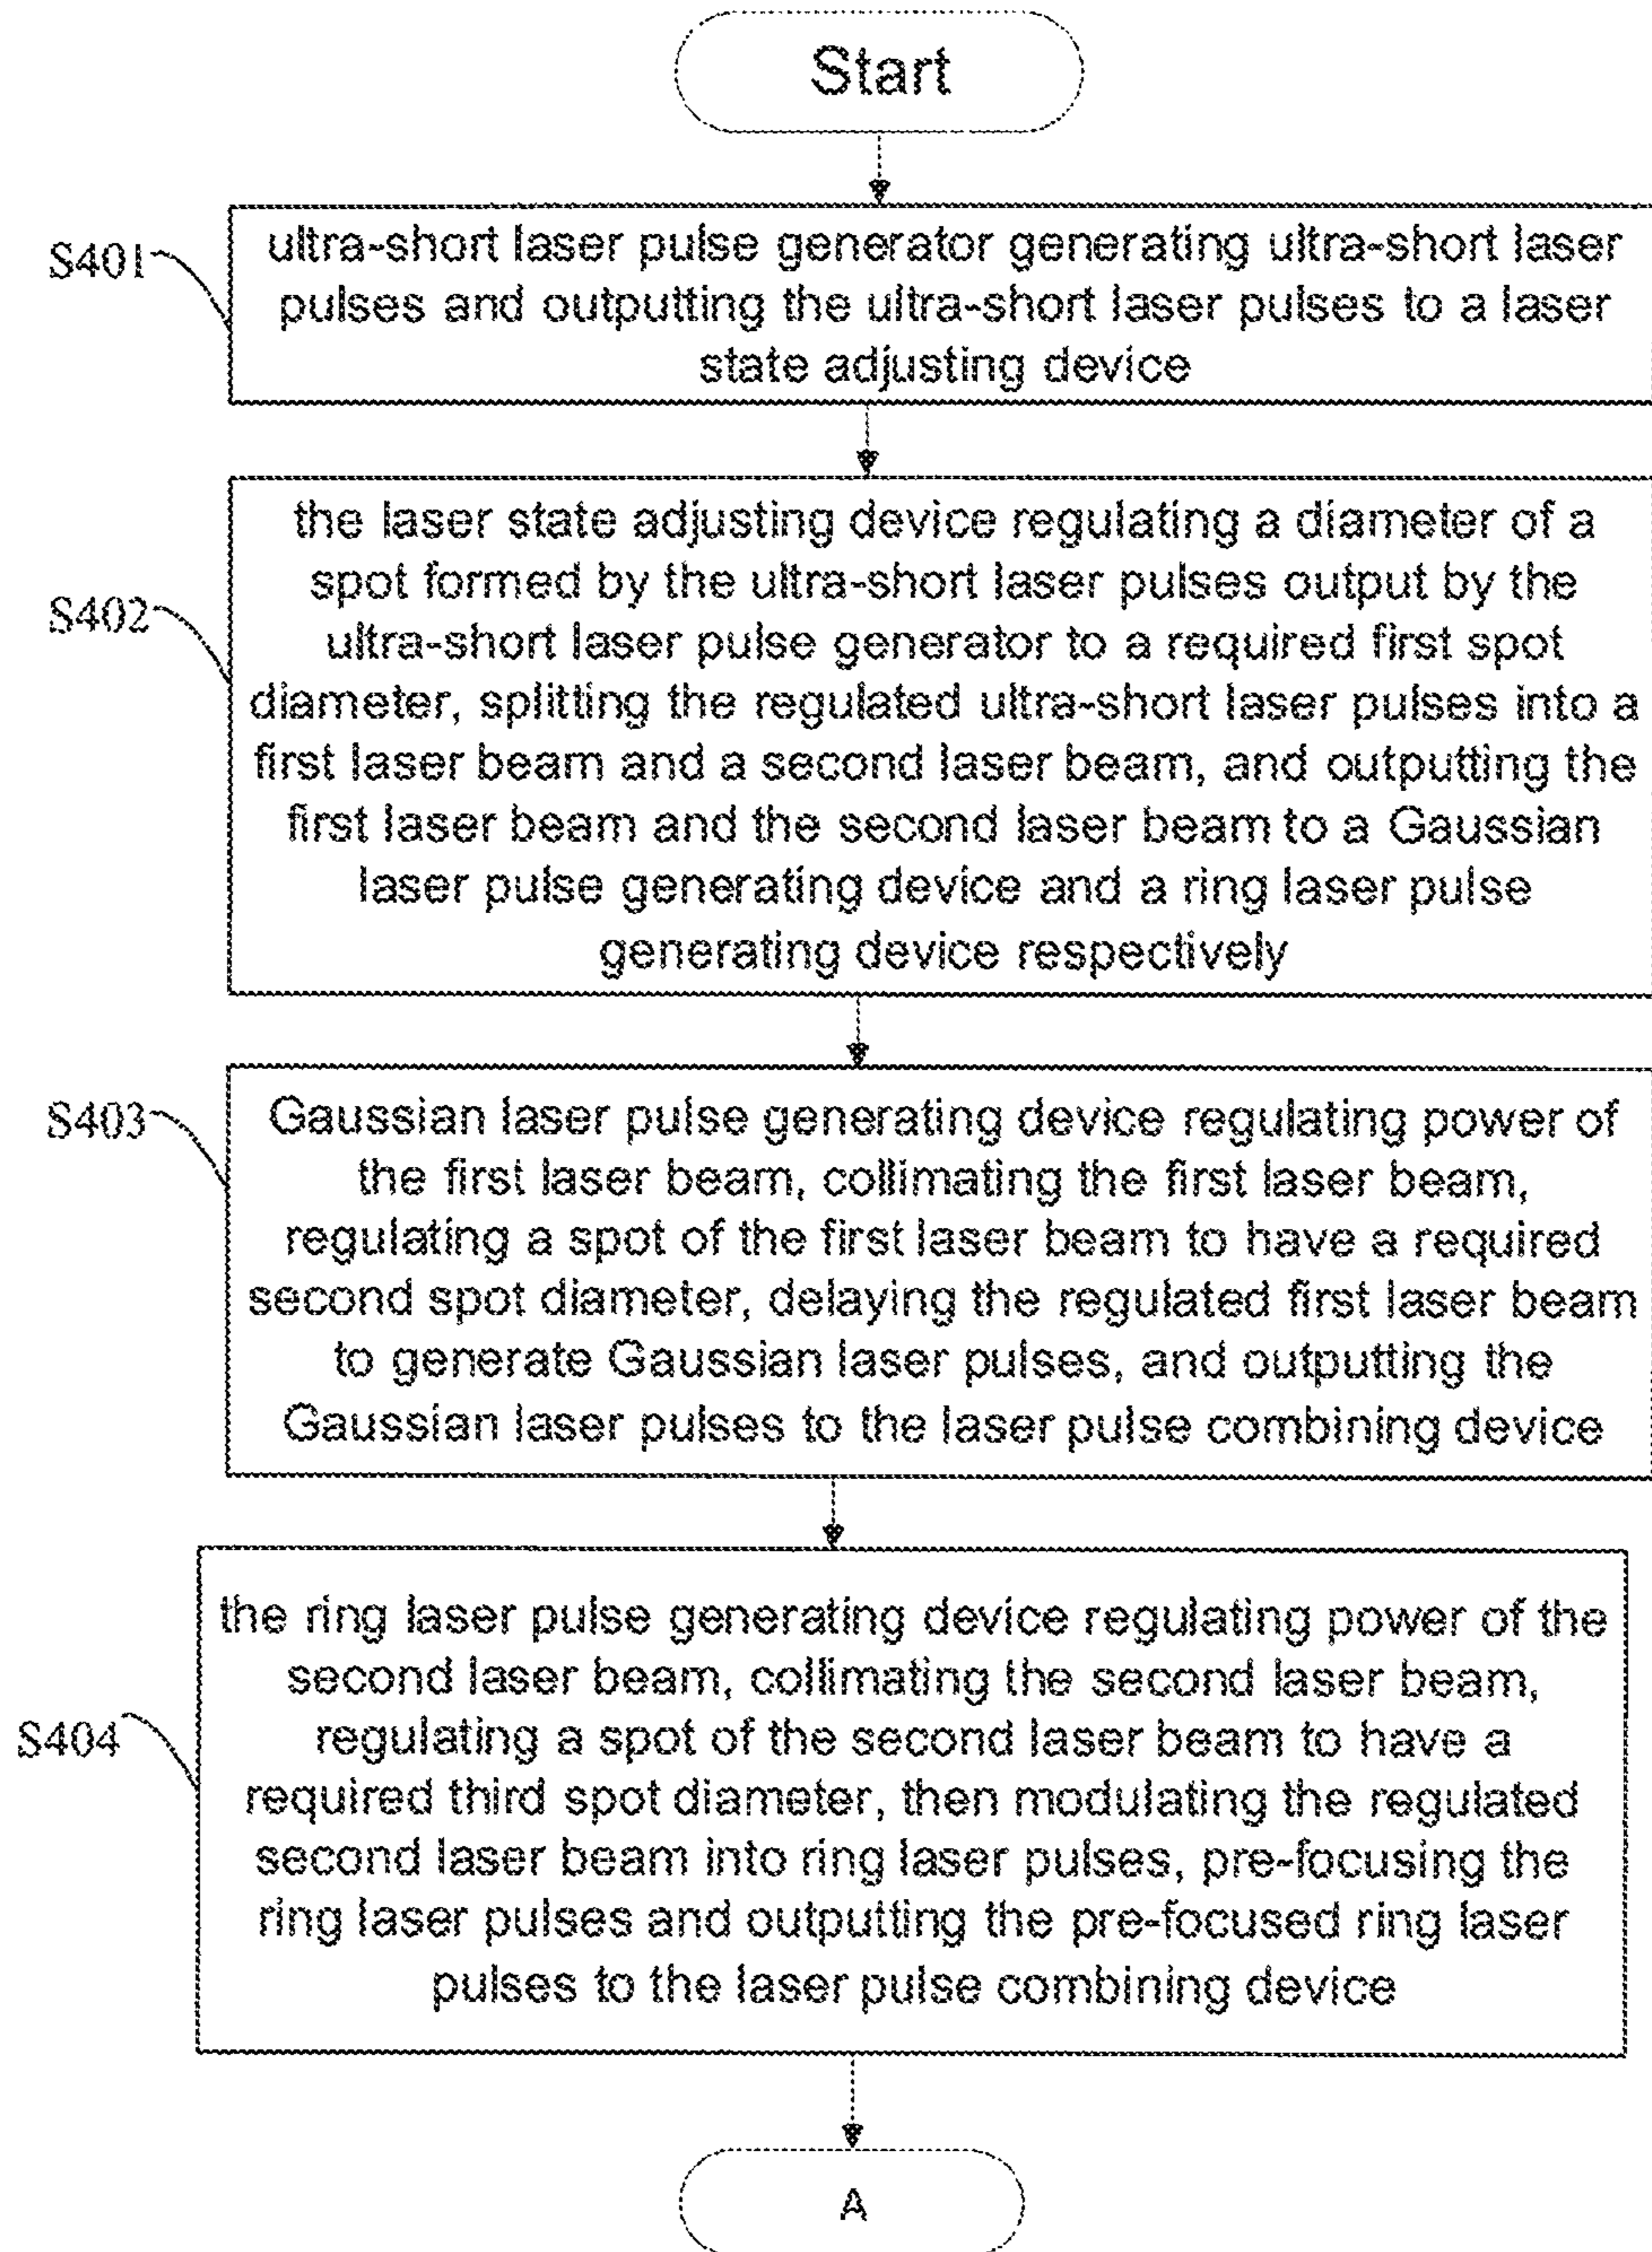 Start
S401
ultra-short laser pulse generator generating ultra-short laser
pulses and outputting the ultra-short laser pulses to a laser
state adjusting device
S402
the laser state adjusting device regulating a diameter of a
spot formed by the ultra-short laser pulses output by the
ultra-short laser pulse generator to a required first spot
diameter, splitting the regulated ultra-short laser pulses into a
first laser beam and a second laser beam, and outputting the
first laser beam and the second laser beam to a Gaussian
laser pulse generating device and a ring laser pulse
generating device respectively
S403
Gaussian laser pulse generating device regulating power of
the first laser beam, collimating the first laser beam,
regulating a spot of the first laser beam to have a required
second spot diameter, delaying the regulated first laser beam
to generate Gaussian laser pulses, and outputting the
Gaussian laser pulses to the laser pulse combining device
S404
the ring laser pulse generating device regulating power of the
second laser beam, collimating the second laser beam,
regulating a spot of the second laser beam to have a
required third spot diameter, then modulating the regulated
second laser beam into ring laser pulses, pre-focusing the
ring laser pulses and outputting the pre-focused ring laser
pulses to the laser pulse combining device
A